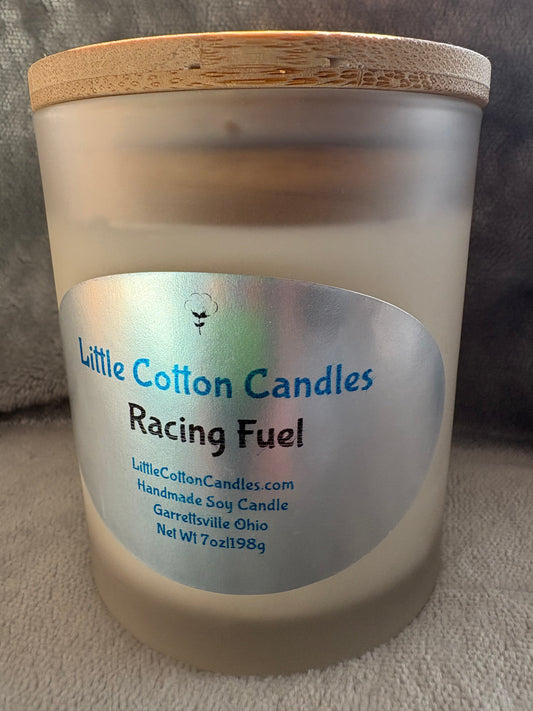 Little Cotton Candles
Racing Fuel
LittleCottonCandles.com
Handmade Soy Candle
Garrettsville Ohio
Net Wt 7oz|198g